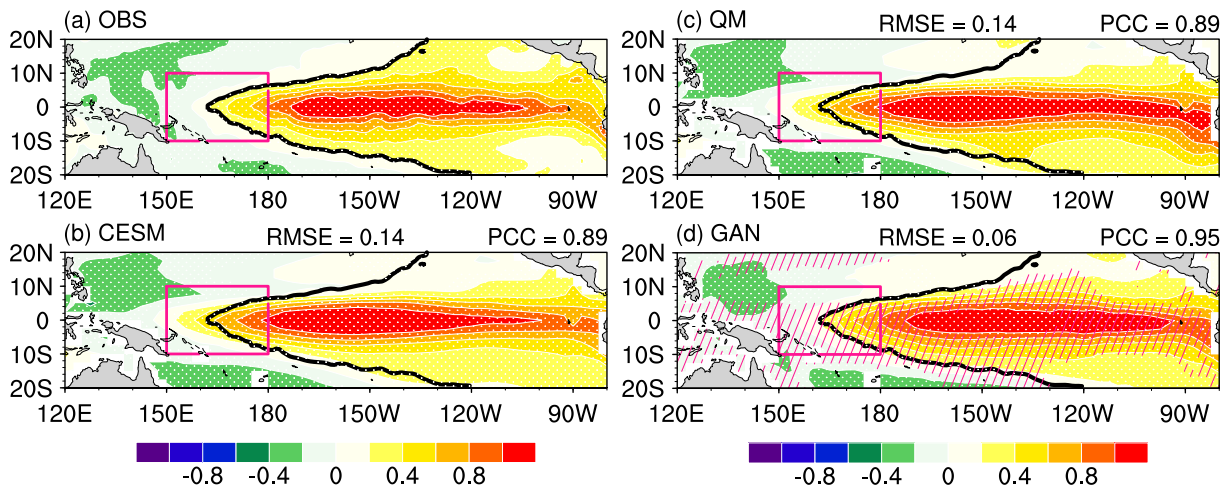 (a) OBS
20N
10N
0
10S
20S
120E 150E 180 150W 120W 90W
(c) QM RMSE = 0.14 PCC = 0.89
20N
10N
0
10S
20S
120E 150E 180 150W 120W 90W
(b) CESM RMSE = 0.14 PCC = 0.89
20N
10N
0
10S
20S
120E 150E 180 150W 120W 90W
(d) GAN RMSE = 0.06 PCC = 0.95
20N
10N
0
10S
20S
120E 150E 180 150W 120W 90W
-0.8 -0.4 0 0.4 0.8
-0.8 -0.4 0 0.4 0.8